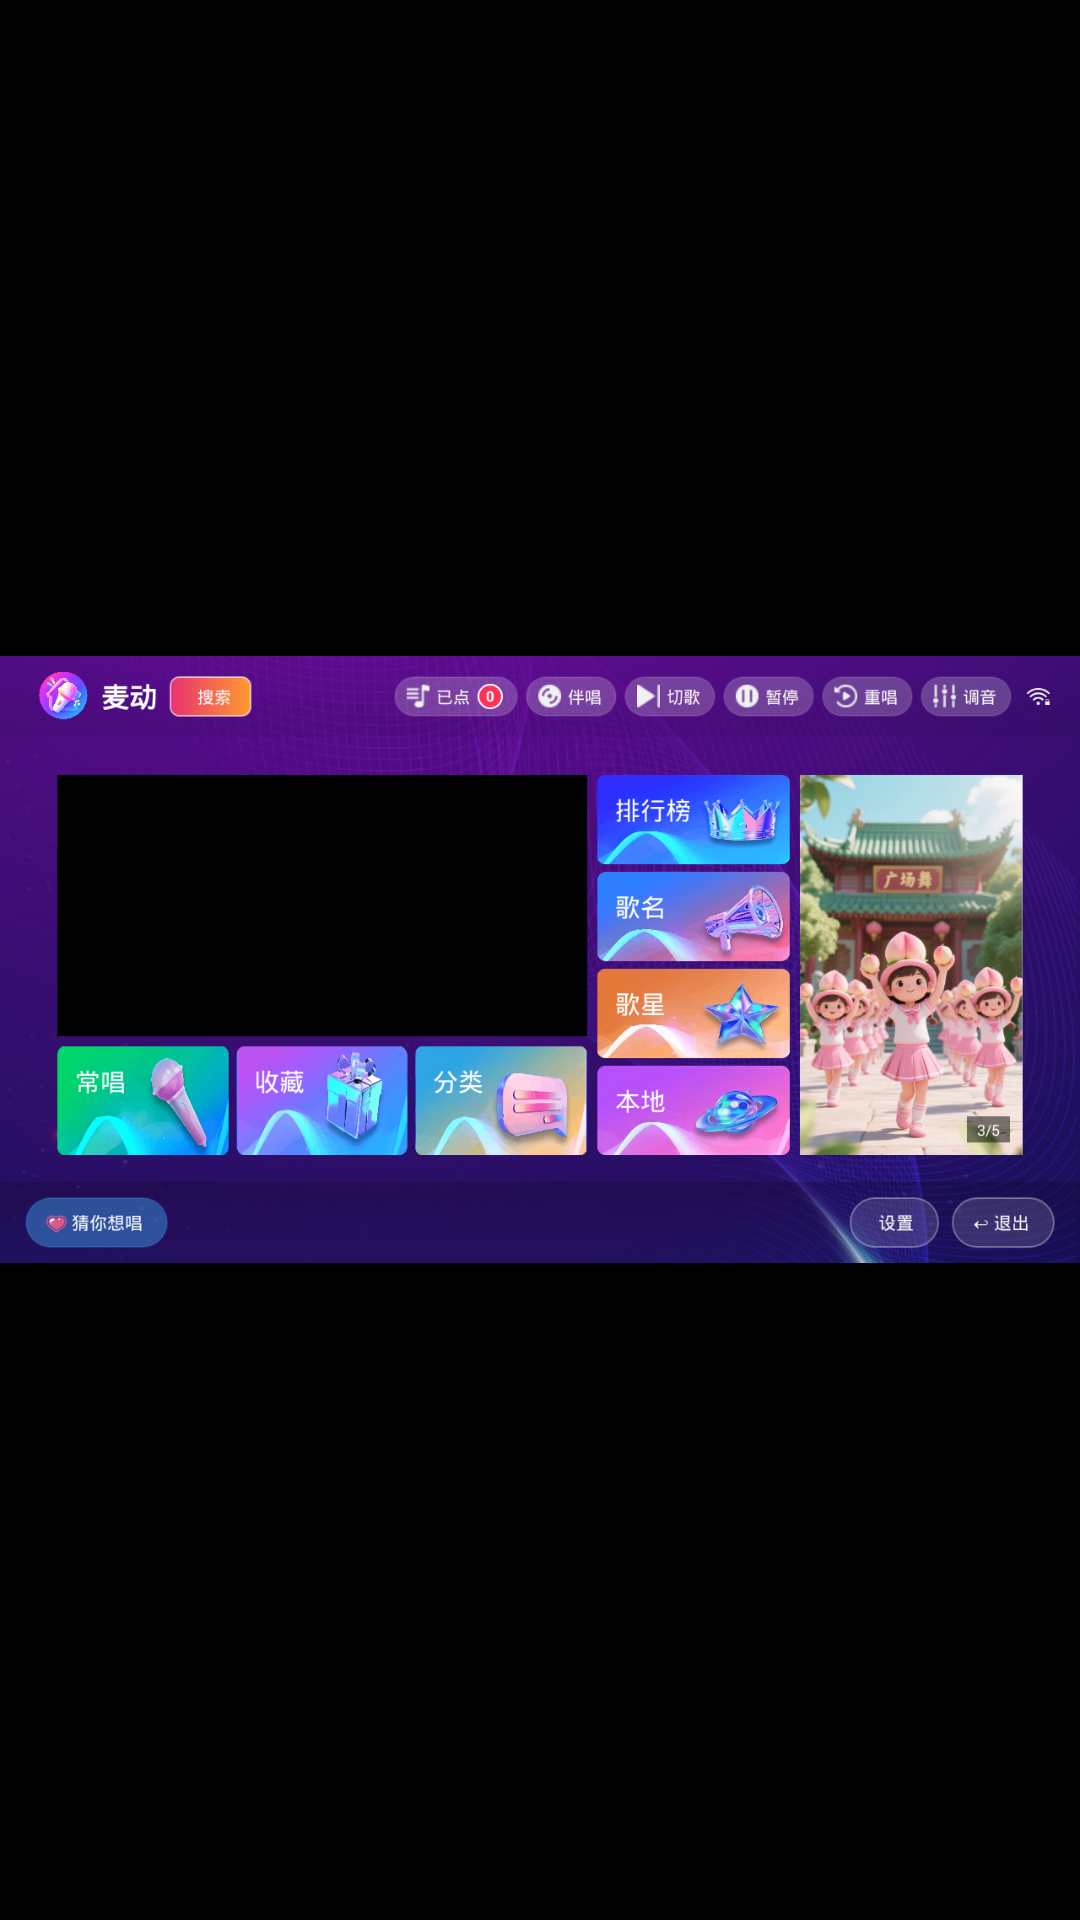 麦动
搜索
已点 0
伴唱
切歌
暂停
重唱
调音
排行榜
歌名
歌星
本地
广场舞
3/5
常唱
收藏
分类
猜你想唱
设置
退出